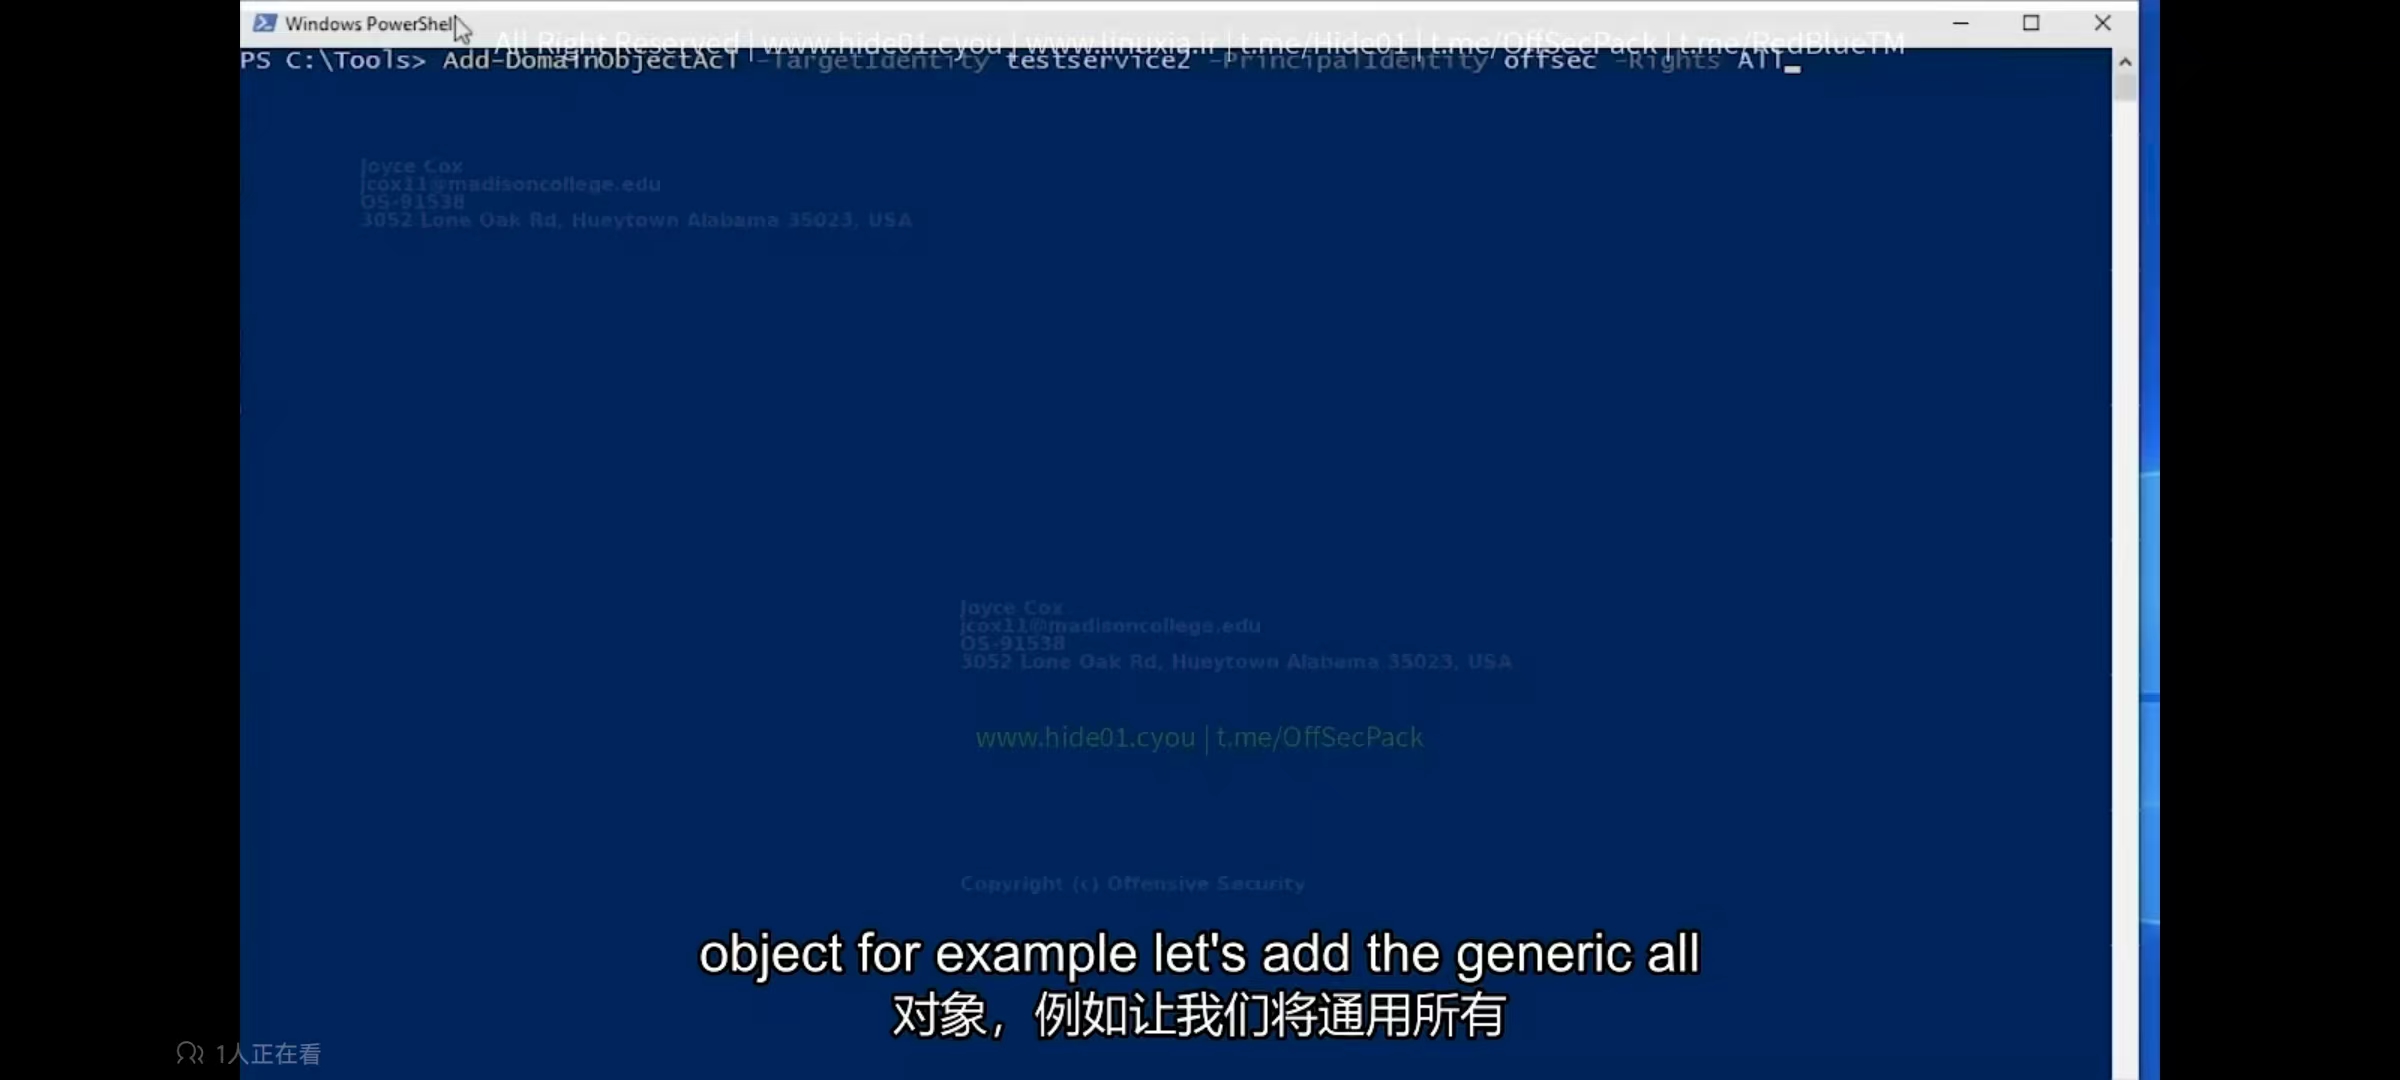 Windows PowerShell
All Right Reserved | www.hide01.cyou | www.linuxia.ir | t.me/Hide01 | t.me/OffSecPack | t.me/RedBlueTM
PS C:\Tools> Add-DomainObjectAcl -TargetIdentity testservice2 -PrincipalIdentity offsec -Rights All
Joyce Cox
jcox11@madisoncollege.edu
OS-91538
3052 Lone Oak Rd, Hueytown Alabama 35023, USA
Joyce Cox
jcox11@madisoncollege.edu
OS-91538
3052 Lone Oak Rd, Hueytown Alabama 35023, USA
www.hide01.cyou | t.me/OffSecPack
Copyright (c) Offensive Security
object for example let's add the generic all
对象，例如让我们将通用所有
1人正在看